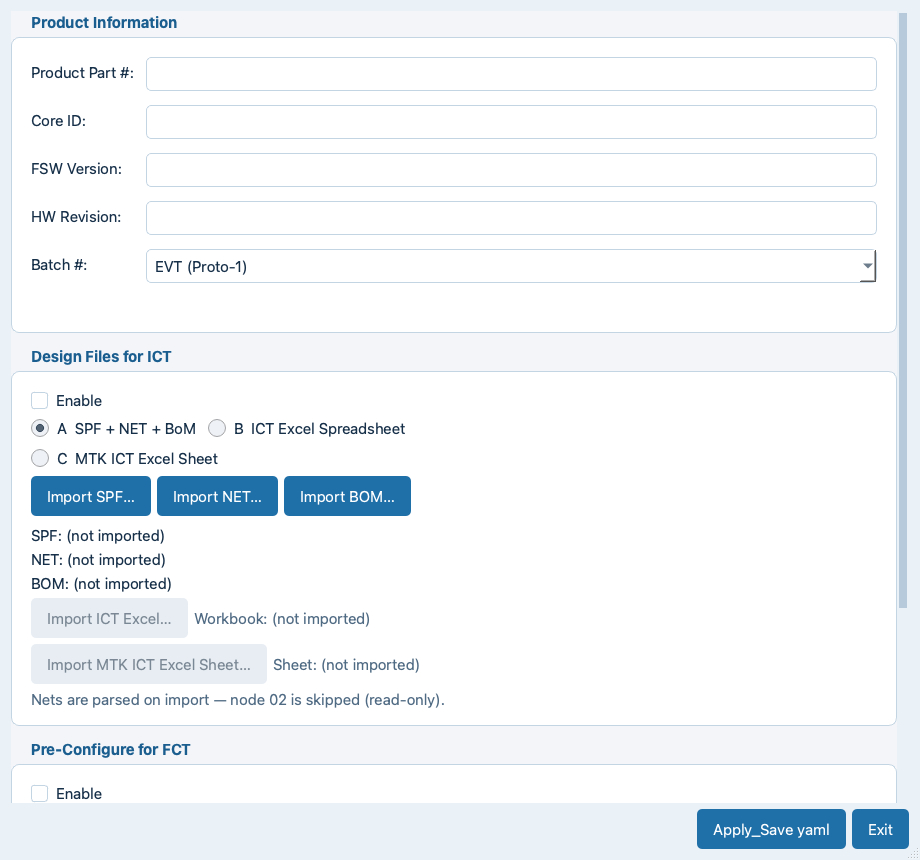 Product Information
Product Part #:
Core ID:
FSW Version:
HW Revision:
Batch #: EVT (Proto-1)
Design Files for ICT
Enable
A SPF + NET + BoM B ICT Excel Spreadsheet
C MTK ICT Excel Sheet
Import SPF... Import NET... Import BOM...
SPF: (not imported)
NET: (not imported)
BOM: (not imported)
Import ICT Excel... Workbook: (not imported)
Import MTK ICT Excel Sheet... Sheet: (not imported)
Nets are parsed on import — node 02 is skipped (read-only).
Pre-Configure for FCT
Enable
Apply_Save yaml Exit